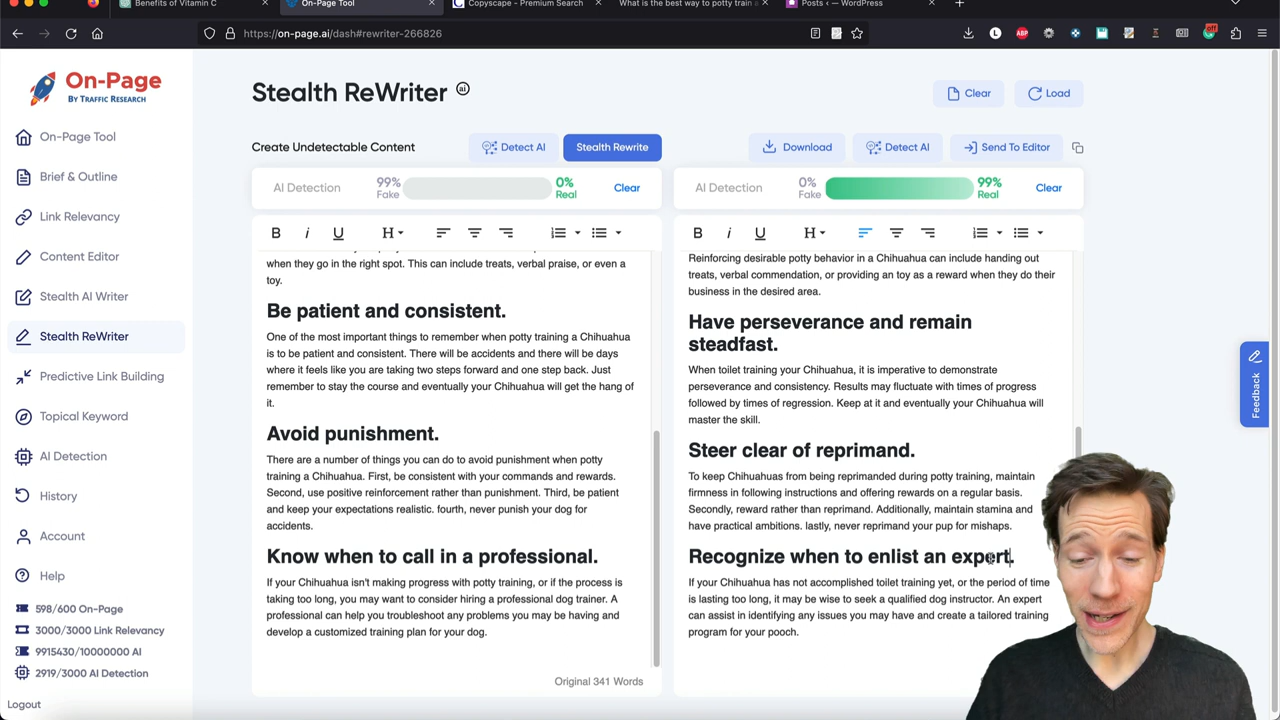 Benefits of Vitamin C
On-Page Tool
Copyscape - Premium Search
What is the best way to potty train a
Posts ‹ — WordPress
https://on-page.ai/dash#rewriter-266826
On-Page
BY TRAFFIC RESEARCH
On-Page Tool
Brief & Outline
Link Relevancy
Content Editor
Stealth AI Writer
Stealth ReWriter
Predictive Link Building
Topical Keyword
AI Detection
History
Account
Help
598/600 On-Page
3000/3000 Link Relevancy
9915430/10000000 AI
2919/3000 AI Detection
Logout
Stealth ReWriter ai
Clear
Load
Create Undetectable Content
Detect AI
Stealth Rewrite
Download
Detect AI
Send To Editor
AI Detection
99%
Fake
0%
Real
Clear
AI Detection
0%
Fake
99%
Real
Clear
B i U H
when they go in the right spot. This can include treats, verbal praise, or even a
toy.
Be patient and consistent.
One of the most important things to remember when potty training a Chihuahua
is to be patient and consistent. There will be accidents and there will be days
where it feels like you are taking two steps forward and one step back. Just
remember to stay the course and eventually your Chihuahua will get the hang of
it.
Avoid punishment.
There are a number of things you can do to avoid punishment when potty
training a Chihuahua. First, be consistent with your commands and rewards.
Second, use positive reinforcement rather than punishment. Third, be patient
and keep your expectations realistic. fourth, never punish your dog for
accidents.
Know when to call in a professional.
If your Chihuahua isn't making progress with potty training, or if the process is
taking too long, you may want to consider hiring a professional dog trainer. A
professional can help you troubleshoot any problems you may be having and
develop a customized training plan for your dog.
Original 341 Words
B i U H
Reinforcing desirable potty behavior in a Chihuahua can include handing out
treats, verbal commendation, or providing an toy as a reward when they do their
business in the desired area.
Have perseverance and remain
steadfast.
When toilet training your Chihuahua, it is imperative to demonstrate
perseverance and consistency. Results may fluctuate with times of progress
followed by times of regression. Keep at it and eventually your Chihuahua will
master the skill.
Steer clear of reprimand.
To keep Chihuahuas from being reprimanded during potty training, maintain
firmness in following instructions and offering rewards on a regular basis.
Secondly, reward rather than reprimand. Additionally, maintain stamina and
have practical ambitions. lastly, never reprimand your pup for mishaps.
Recognize when to enlist an expert.
If your Chihuahua has not accomplished toilet training yet, or the period of time
is lasting too long, it may be wise to seek a qualified dog instructor. An expert
can assist in identifying any issues you may have and create a tailored training
program for your pooch.
Feedback